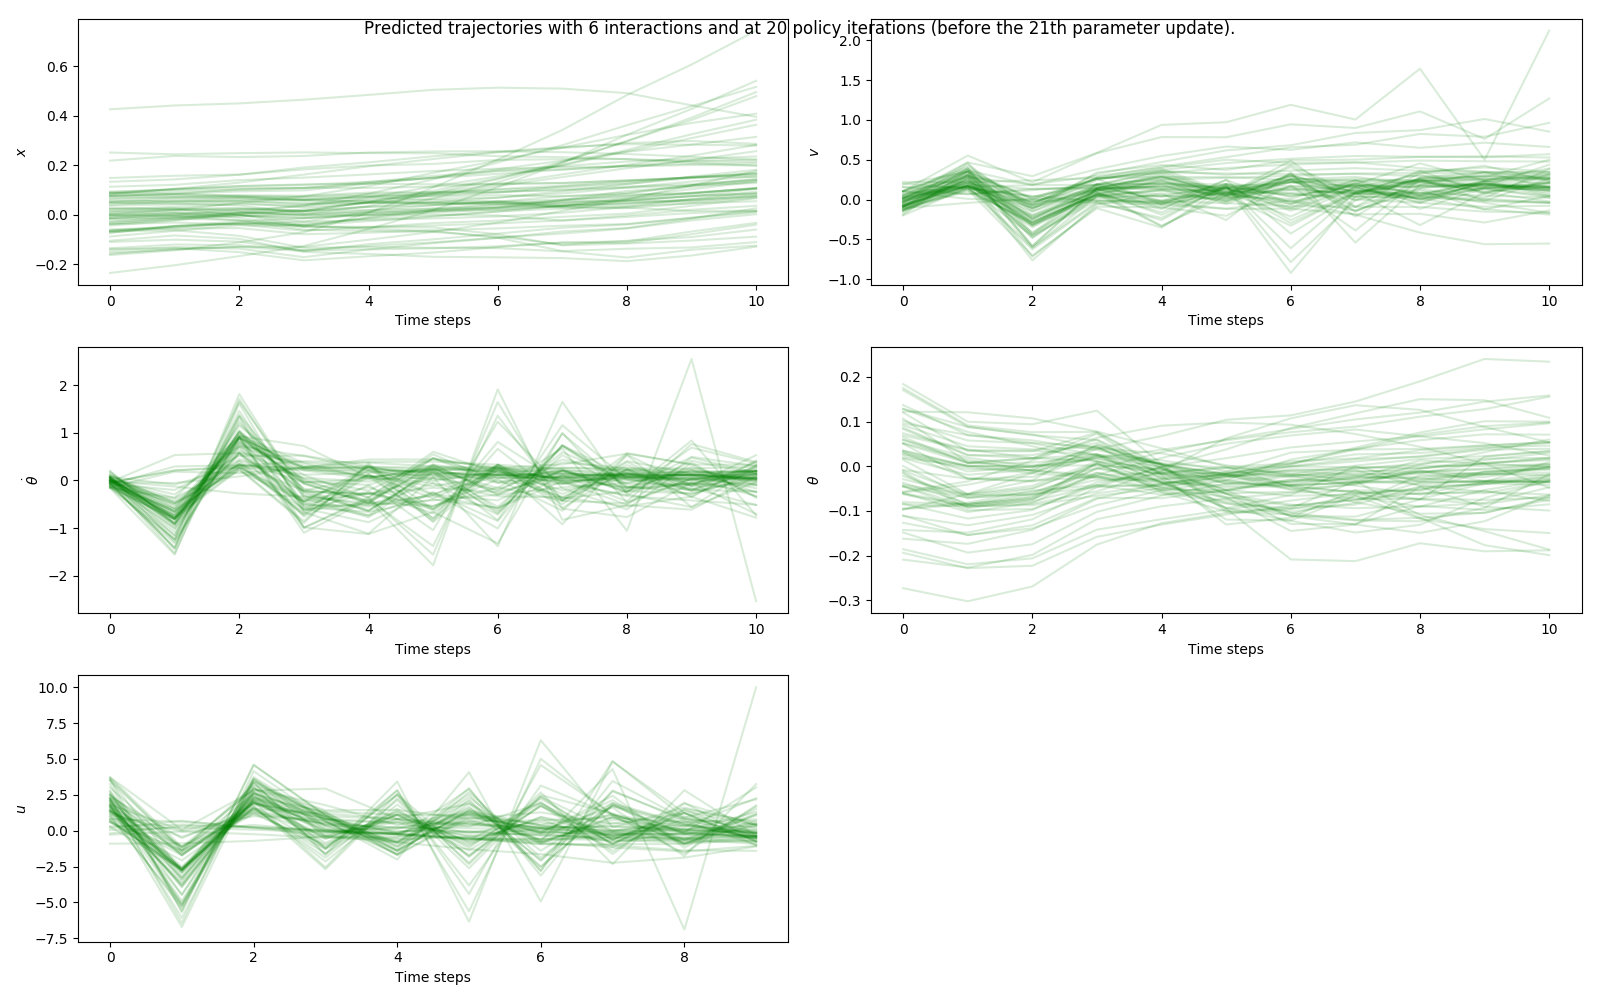 Predicted trajectories with 6 interactions and at 20 policy iterations (before the 21th parameter update).
x
0.6
0.4
0.2
0.0
−0.2
0 2 4 6 8 10
Time steps
v
2.0
1.5
1.0
0.5
0.0
−0.5
−1.0
0 2 4 6 8 10
Time steps
θ̇
2
1
0
−1
−2
0 2 4 6 8 10
Time steps
θ
0.2
0.1
0.0
−0.1
−0.2
−0.3
0 2 4 6 8 10
Time steps
u
10.0
7.5
5.0
2.5
0.0
−2.5
−5.0
−7.5
0 2 4 6 8
Time steps